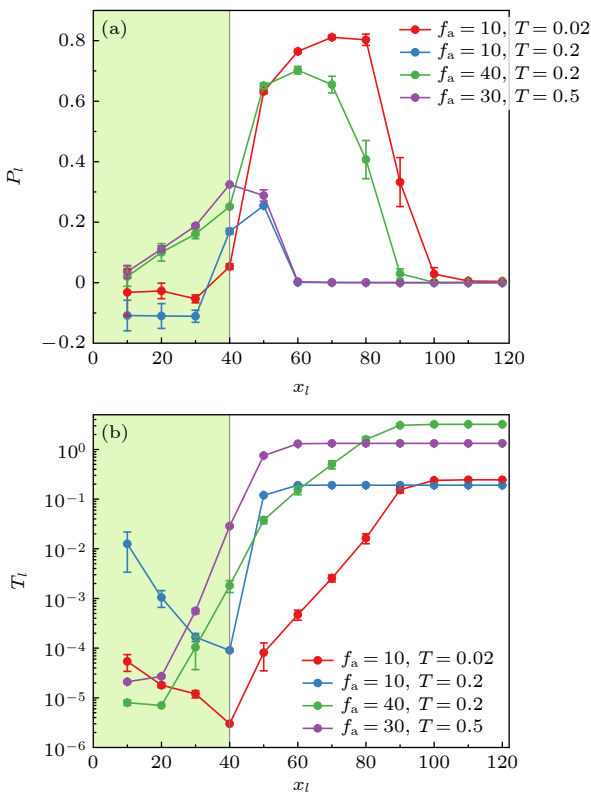 (a)
f_a = 10, T = 0.02
f_a = 10, T = 0.2
f_a = 40, T = 0.2
f_a = 30, T = 0.5
P_l
0.8
0.6
0.4
0.2
0
−0.2
0 20 40 60 80 100 120
x_l
(b)
T_l
10^0
10^−1
10^−2
10^−3
10^−4
10^−5
10^−6
f_a = 10, T = 0.02
f_a = 10, T = 0.2
f_a = 40, T = 0.2
f_a = 30, T = 0.5
0 20 40 60 80 100 120
x_l